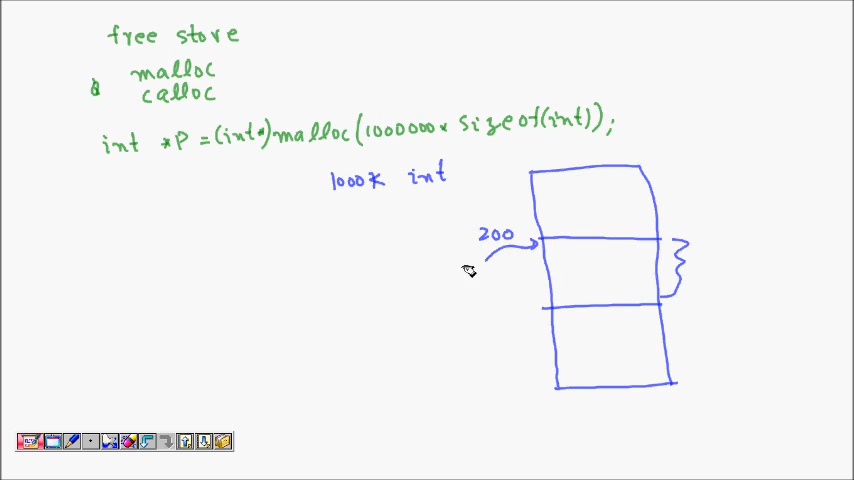 free store
malloc
calloc
int *P = (int*) malloc (1000000* sizeof(int));
1000K int
200